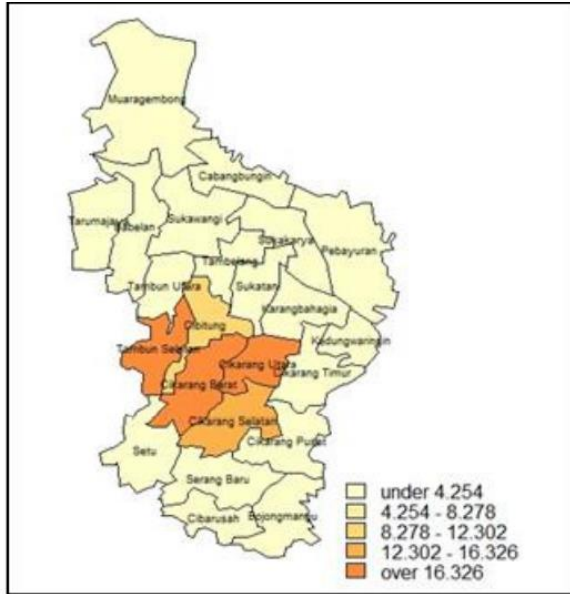 Muaragembong
Cabangbungin
Tarumajaya
Babelan
Sukawangi
Sukakarya
Pebayuran
Tambelang
Tambun Utara
Sukatan
Karangbahagia
Cibitung
Kedungwaringin
Tambun Selatan
Cikarang Utara
Cikarang Timur
Cikarang Barat
Cikarang Selatan
Cikarang Pusat
Setu
Serang Baru
Cibarusah
Bojongmangu
under 4.254
4.254 - 8.278
8.278 - 12.302
12.302 - 16.326
over 16.326